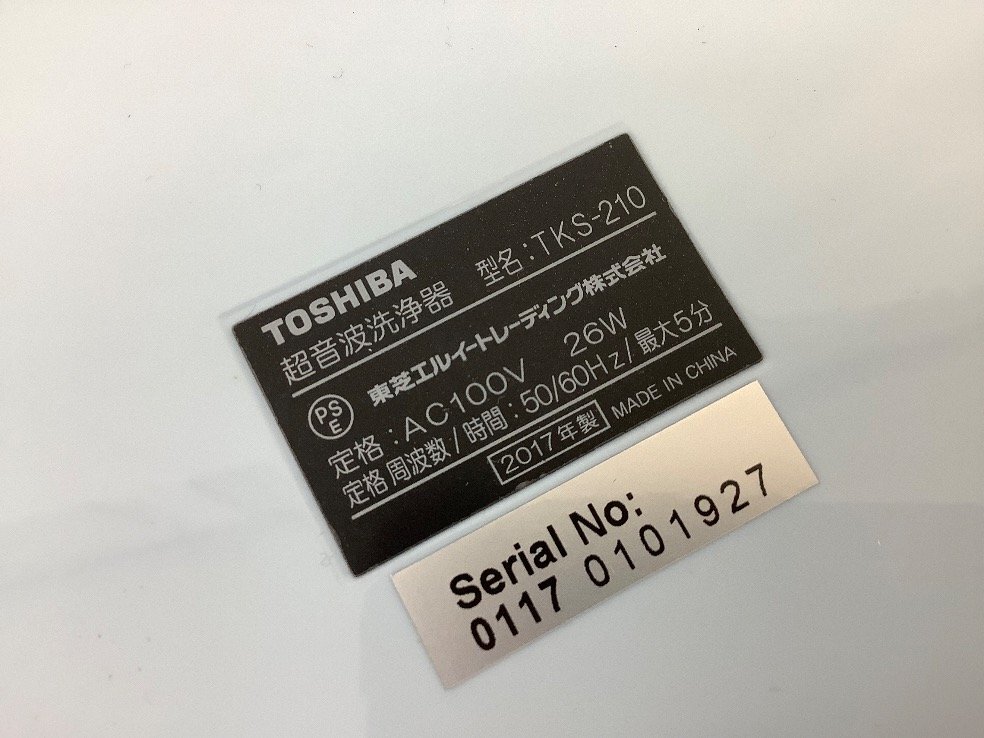 TOSHIBA
超音波洗浄器 型名:TKS-210
PSE 東芝エルイートレーディング株式会社
定格:AC100V 26W
定格周波数/時間:50/60Hz/最大5分
2017年製 MADE IN CHINA
Serial No:
0117 0101927